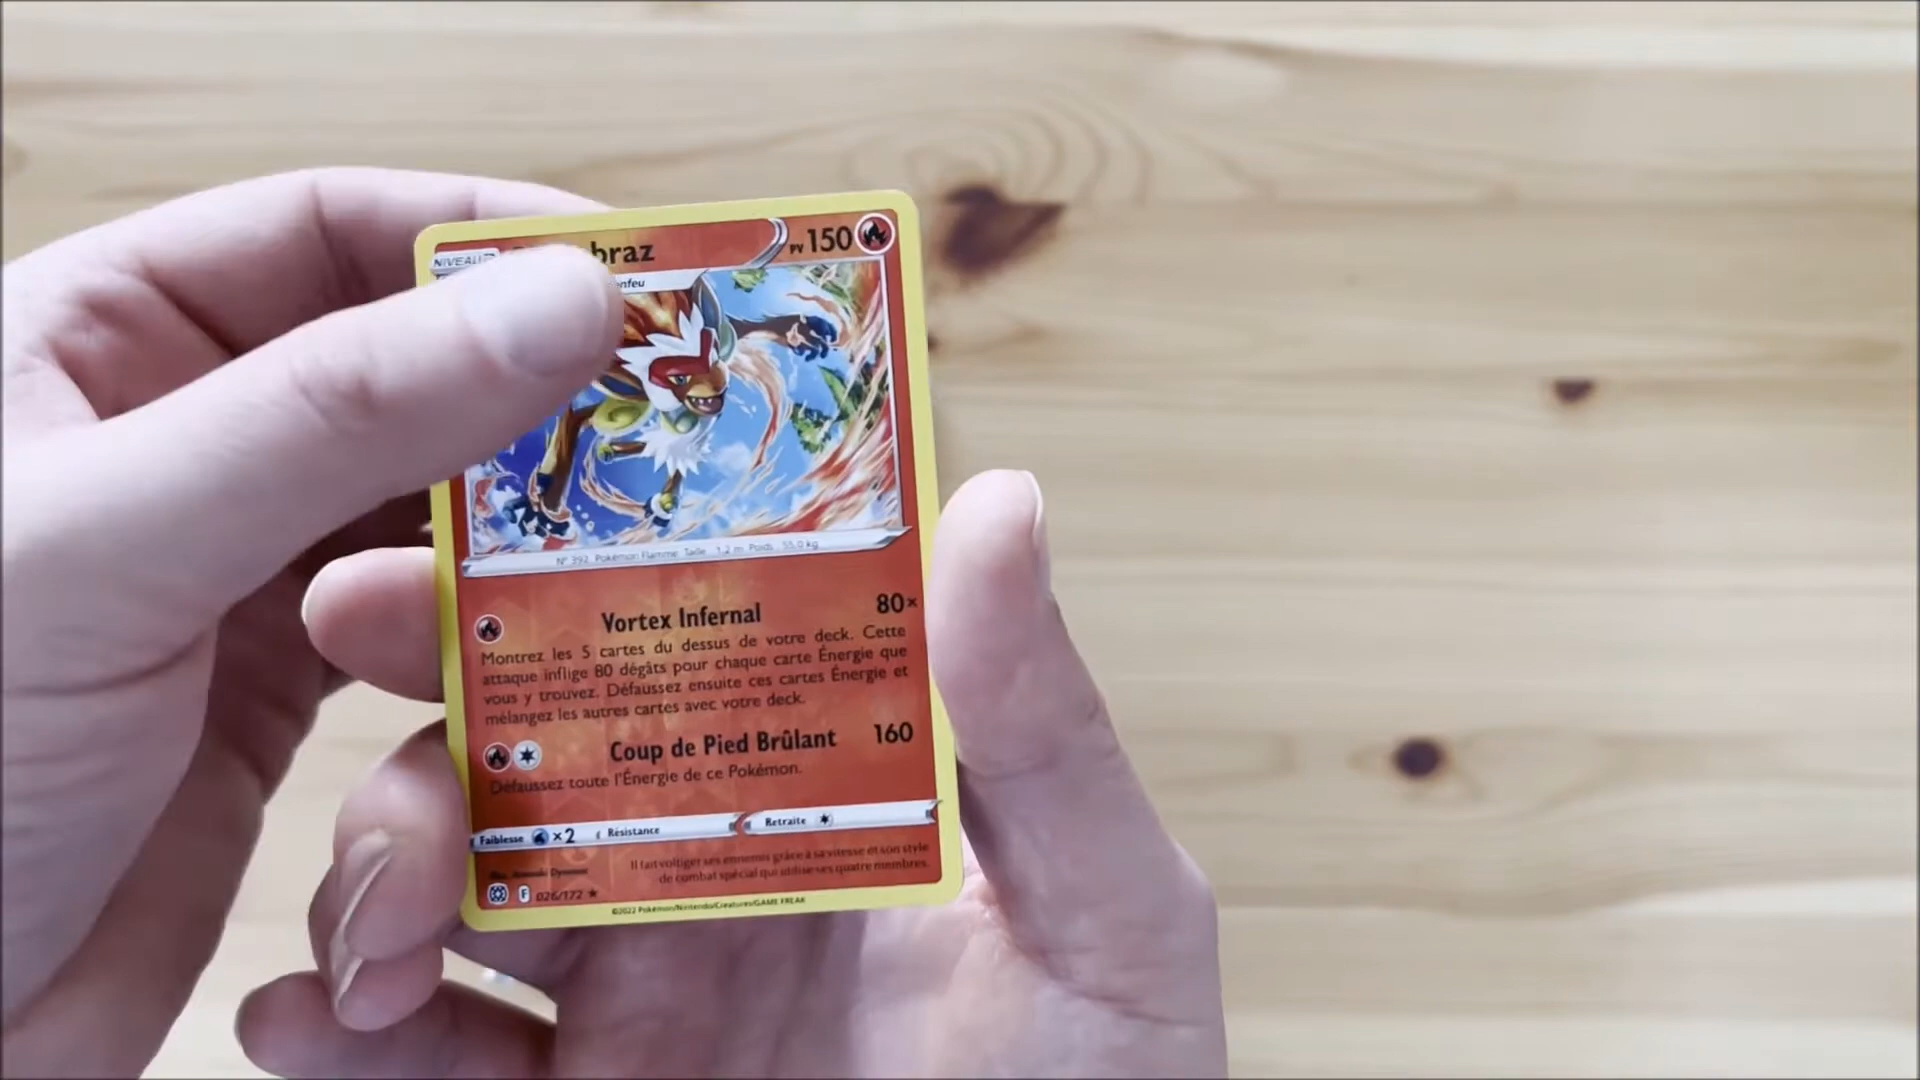 NIVEAU
braz
PV 150
enfeu
N° 392 Pokémon Flamme Taille : 1,2 m Poids : 55,0 kg
Vortex Infernal 80×
Montrez les 5 cartes du dessus de votre deck. Cette
attaque inflige 80 dégâts pour chaque carte Énergie que
vous y trouvez. Défaussez ensuite ces cartes Énergie et
mélangez les autres cartes avec votre deck.
Coup de Pied Brûlant 160
Défaussez toute l'Énergie de ce Pokémon.
Faiblesse ×2 Résistance Retraite
Il fait voltiger ses ennemis grâce à sa vitesse et son style
de combat spécial qui utilise ses quatre membres.
F 026/172 ★
©2022 Pokémon/Nintendo/Creatures/GAME FREAK